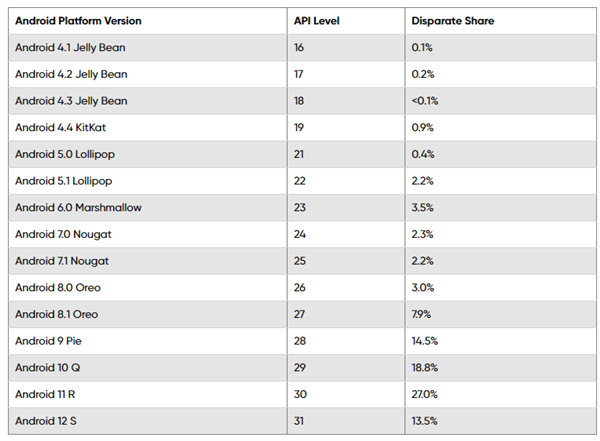 Android Platform Version API Level Disparate Share
Android 4.1 Jelly Bean 16 0.1%
Android 4.2 Jelly Bean 17 0.2%
Android 4.3 Jelly Bean 18 <0.1%
Android 4.4 KitKat 19 0.9%
Android 5.0 Lollipop 21 0.4%
Android 5.1 Lollipop 22 2.2%
Android 6.0 Marshmallow 23 3.5%
Android 7.0 Nougat 24 2.3%
Android 7.1 Nougat 25 2.2%
Android 8.0 Oreo 26 3.0%
Android 8.1 Oreo 27 7.9%
Android 9 Pie 28 14.5%
Android 10 Q 29 18.8%
Android 11 R 30 27.0%
Android 12 S 31 13.5%